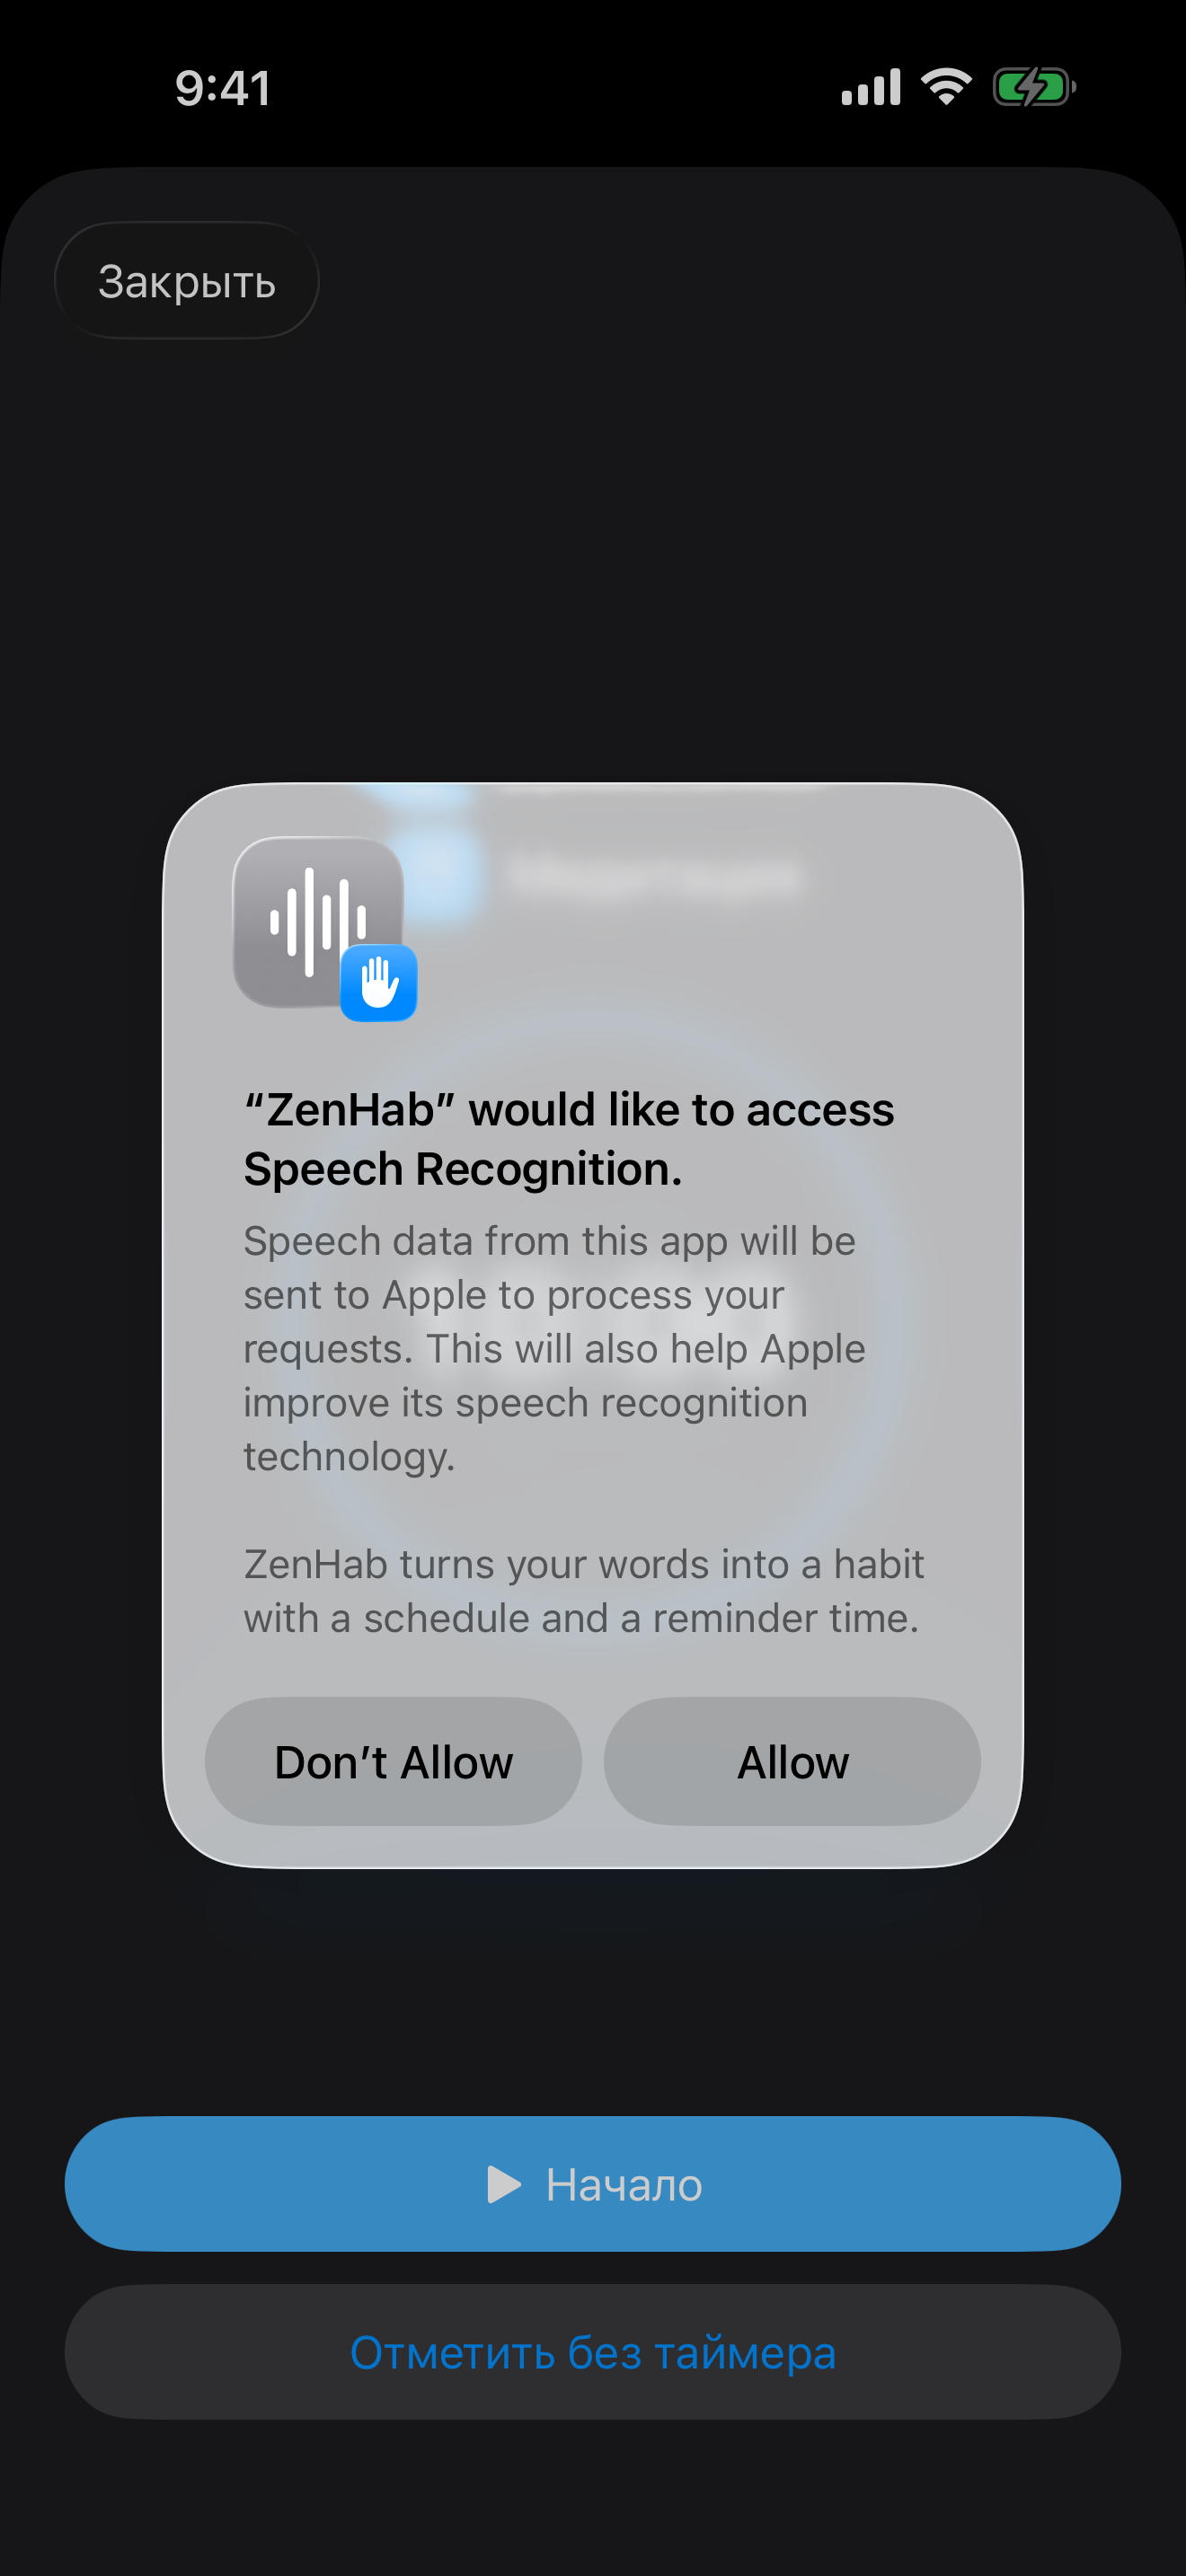 9:41
Закрыть
“ZenHab” would like to access
Speech Recognition.
Speech data from this app will be
sent to Apple to process your
requests. This will also help Apple
improve its speech recognition
technology.
ZenHab turns your words into a habit
with a schedule and a reminder time.
Don’t Allow
Allow
Начало
Отметить без таймера